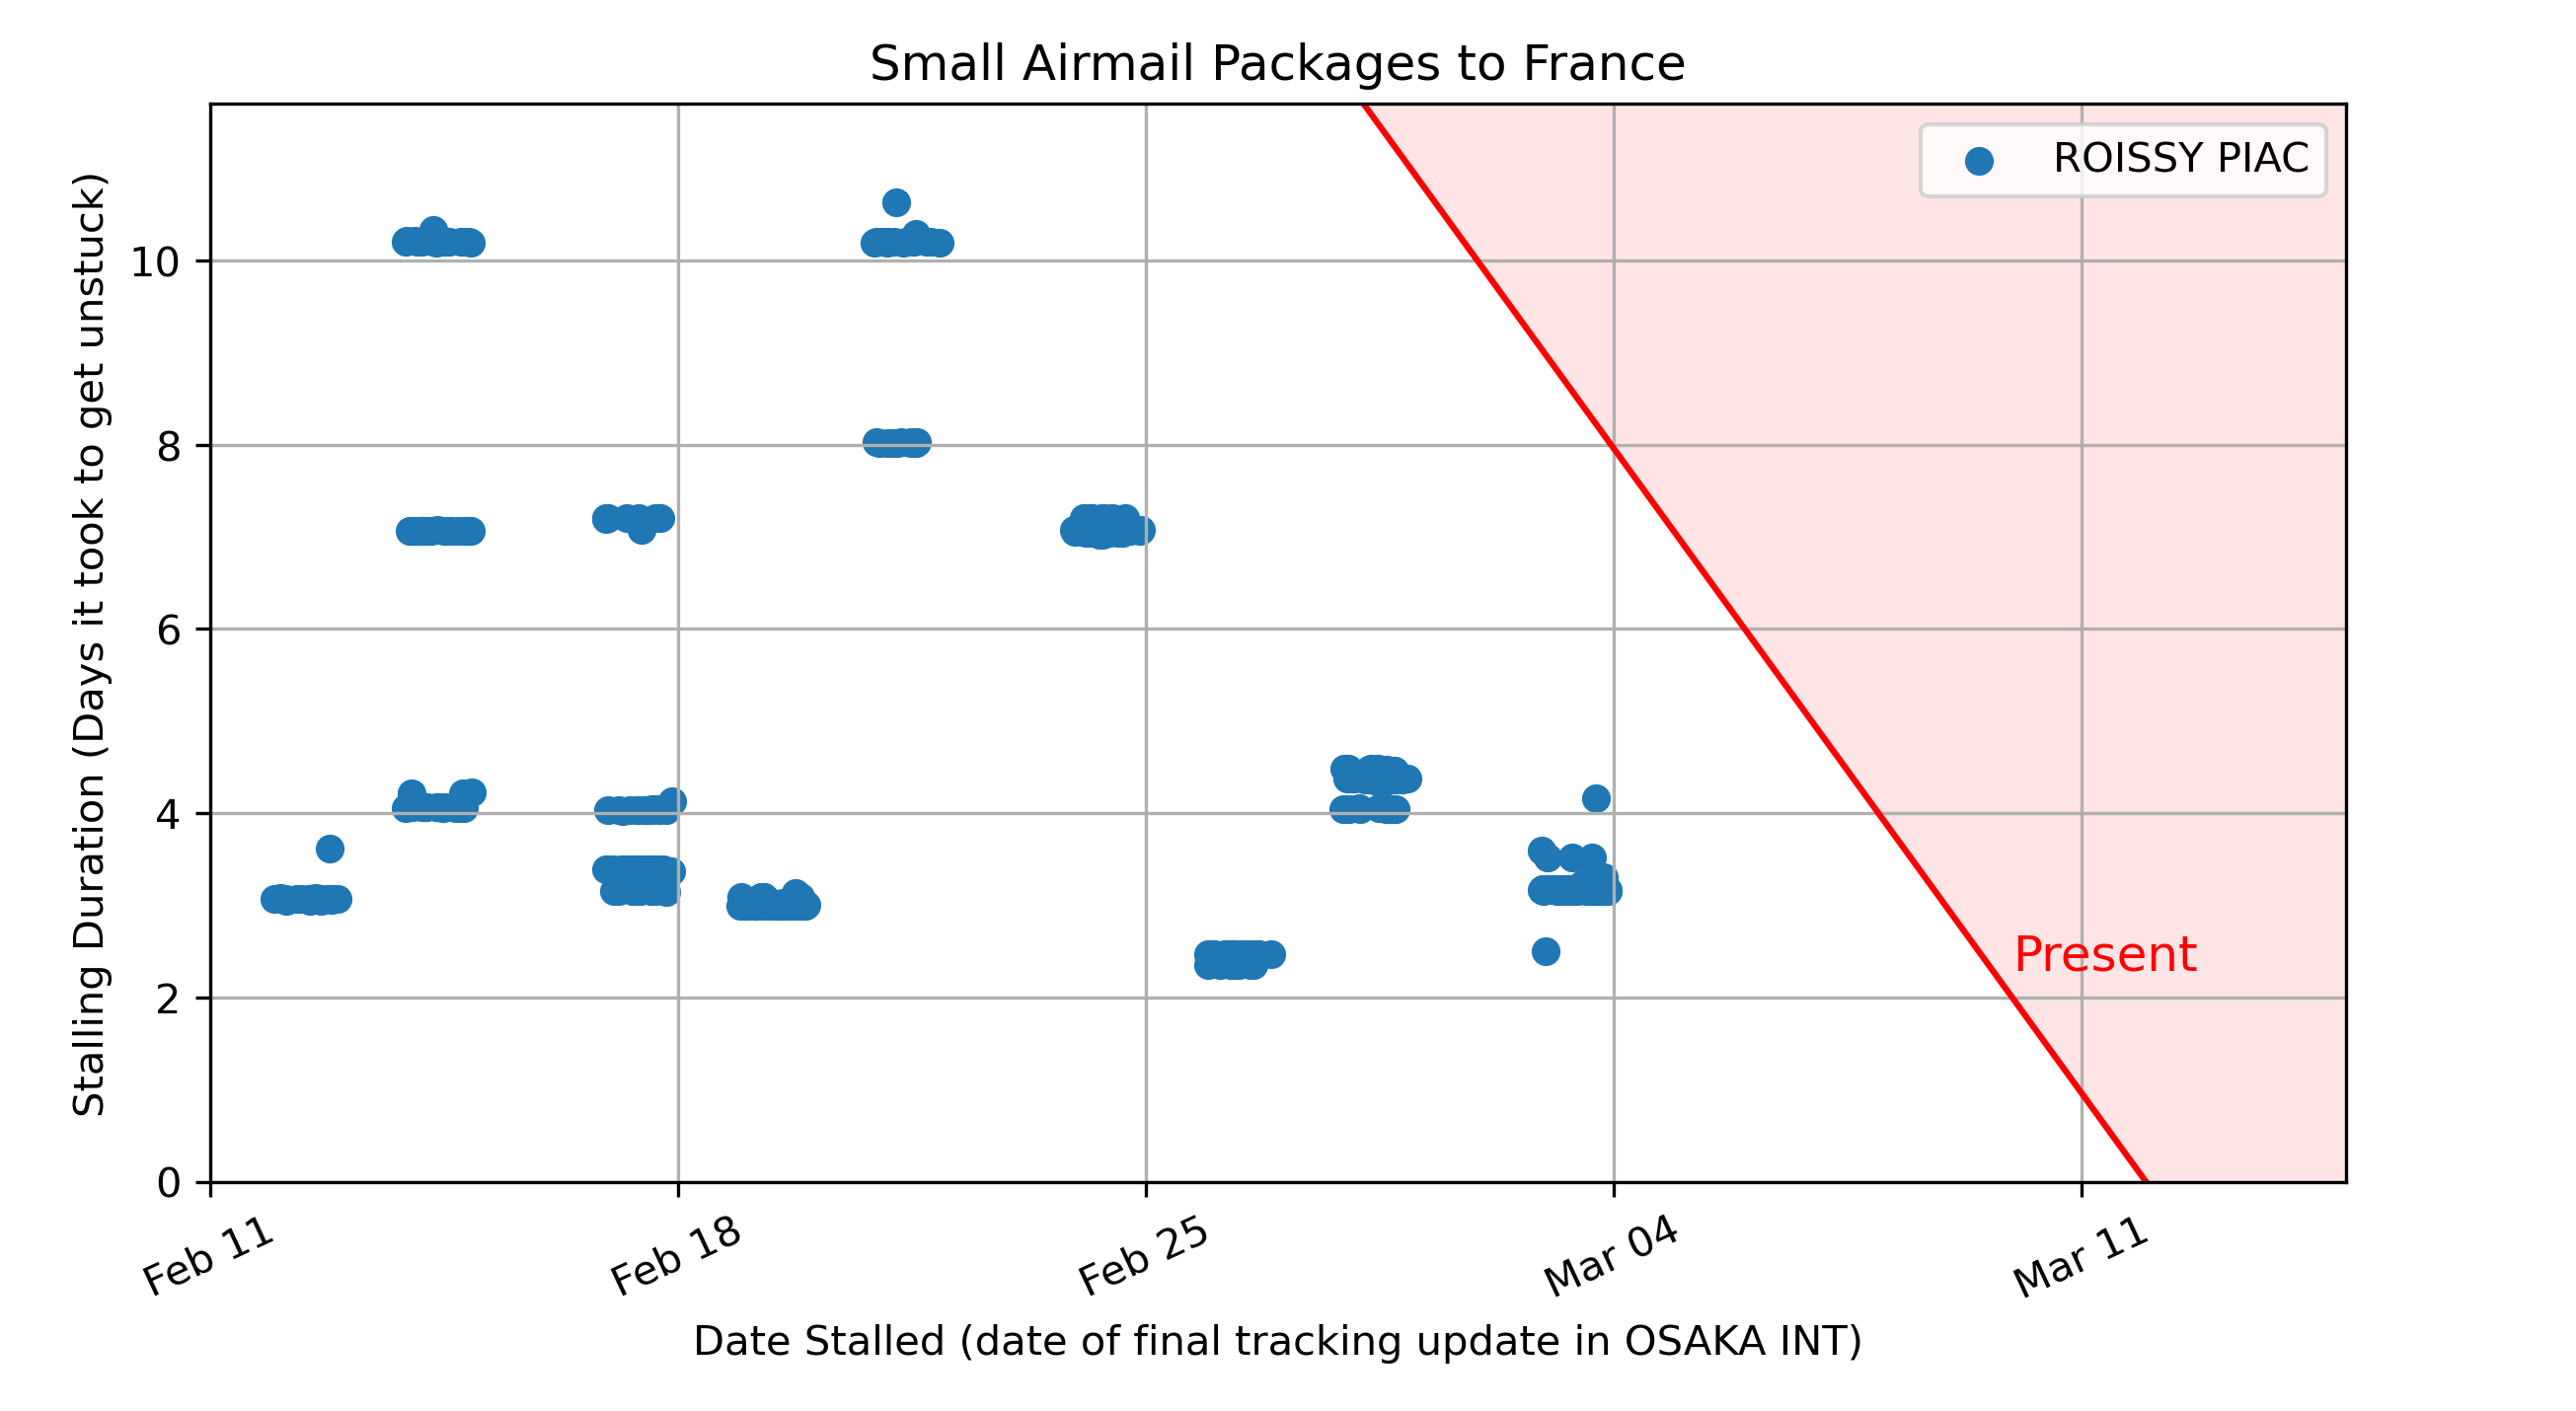 Small Airmail Packages to France
ROISSY PIAC
Stalling Duration (Days it took to get unstuck)
10
8
6
4
2
0
Present
Feb 11
Feb 18
Feb 25
Mar 04
Mar 11
Date Stalled (date of final tracking update in OSAKA INT)